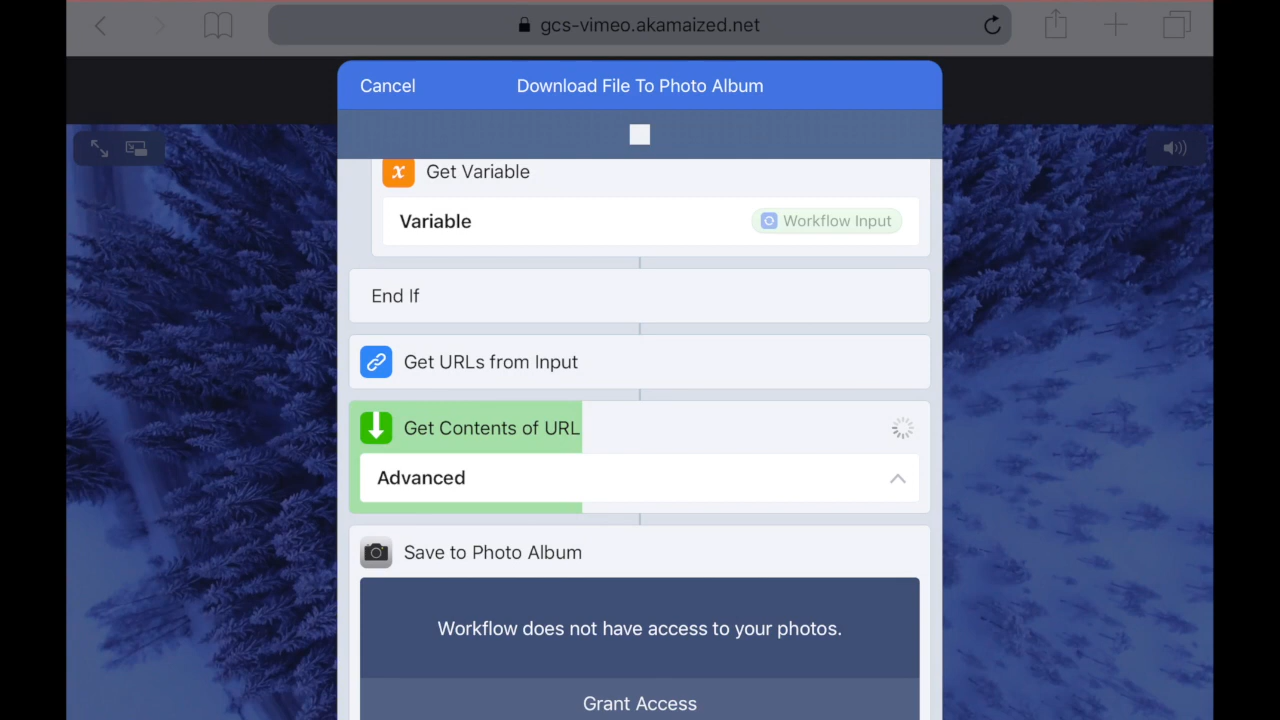 gcs-vimeo.akamaized.net
Cancel
Download File To Photo Album
x Get Variable
Variable
Workflow Input
End If
Get URLs from Input
Get Contents of URL
Advanced
Save to Photo Album
Workflow does not have access to your photos.
Grant Access